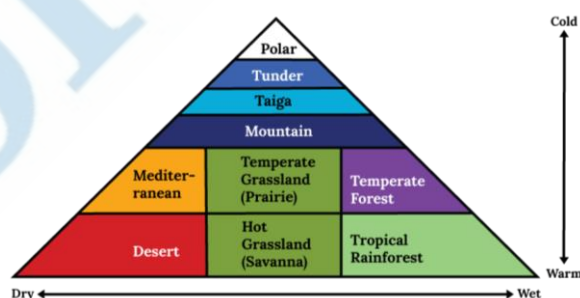 Cold
Polar
Tunder
Taiga
Mountain
Mediter-
ranean
Temperate
Grassland
(Prairie)
Temperate
Forest
Desert
Hot
Grassland
(Savanna)
Tropical
Rainforest
Warm
Dry
Wet